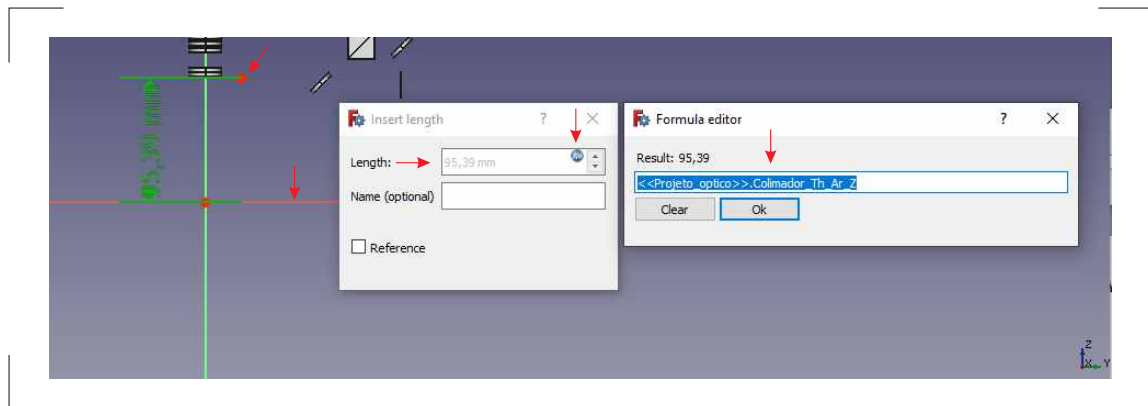 95,39 mm
Insert length
?
×
Length:
95,39 mm
Name (optional)
Reference
Formula editor
?
×
Result: 95,39
<<Projeto_optico>>.Colimador_Th_Ar_Z
Clear
Ok
Z
X
Y